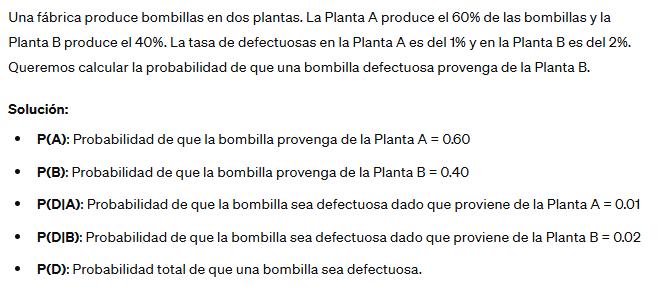 Una fábrica produce bombillas en dos plantas. La Planta A produce el 60% de las bombillas y la
Planta B produce el 40%. La tasa de defectuosas en la Planta A es del 1% y en la Planta B es del 2%.
Queremos calcular la probabilidad de que una bombilla defectuosa provenga de la Planta B.
Solución:
• P(A): Probabilidad de que la bombilla provenga de la Planta A = 0.60
• P(B): Probabilidad de que la bombilla provenga de la Planta B = 0.40
• P(D|A): Probabilidad de que la bombilla sea defectuosa dado que proviene de la Planta A = 0.01
• P(D|B): Probabilidad de que la bombilla sea defectuosa dado que proviene de la Planta B = 0.02
• P(D): Probabilidad total de que una bombilla sea defectuosa.